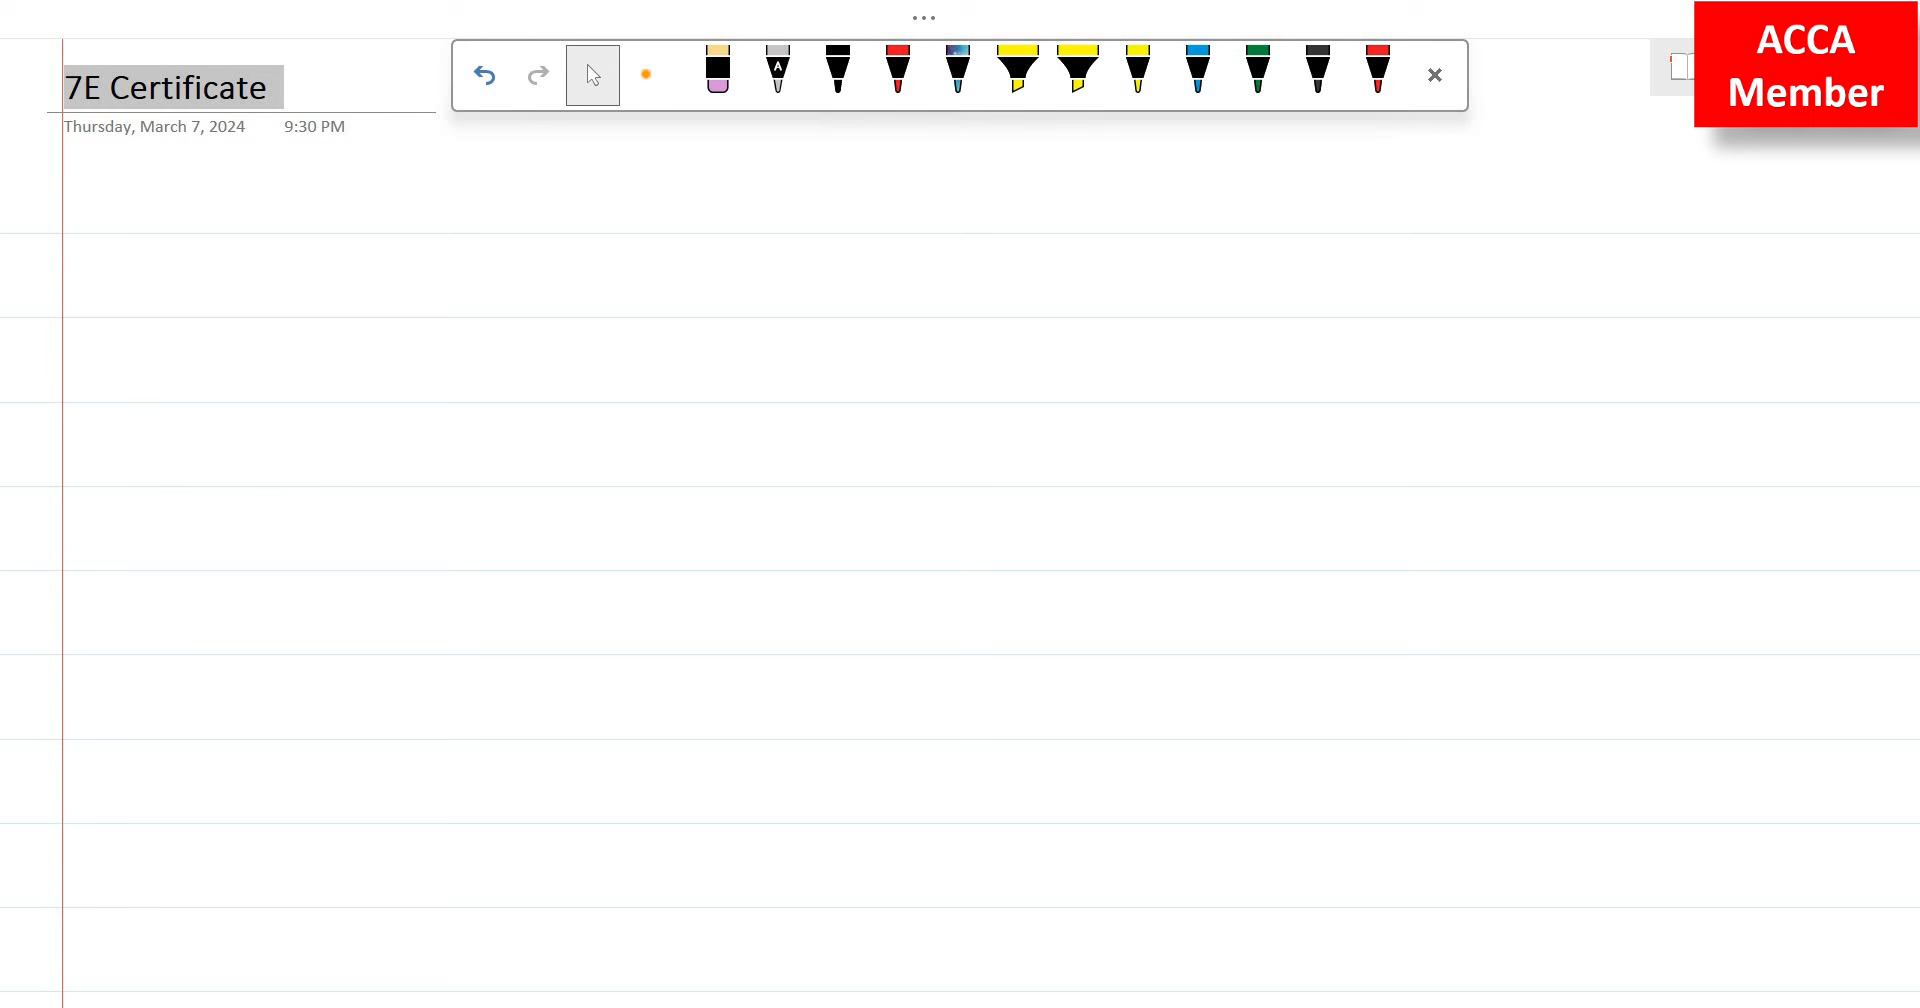 7E Certificate
Thursday, March 7, 2024 9:30 PM
A
ACCA
Member